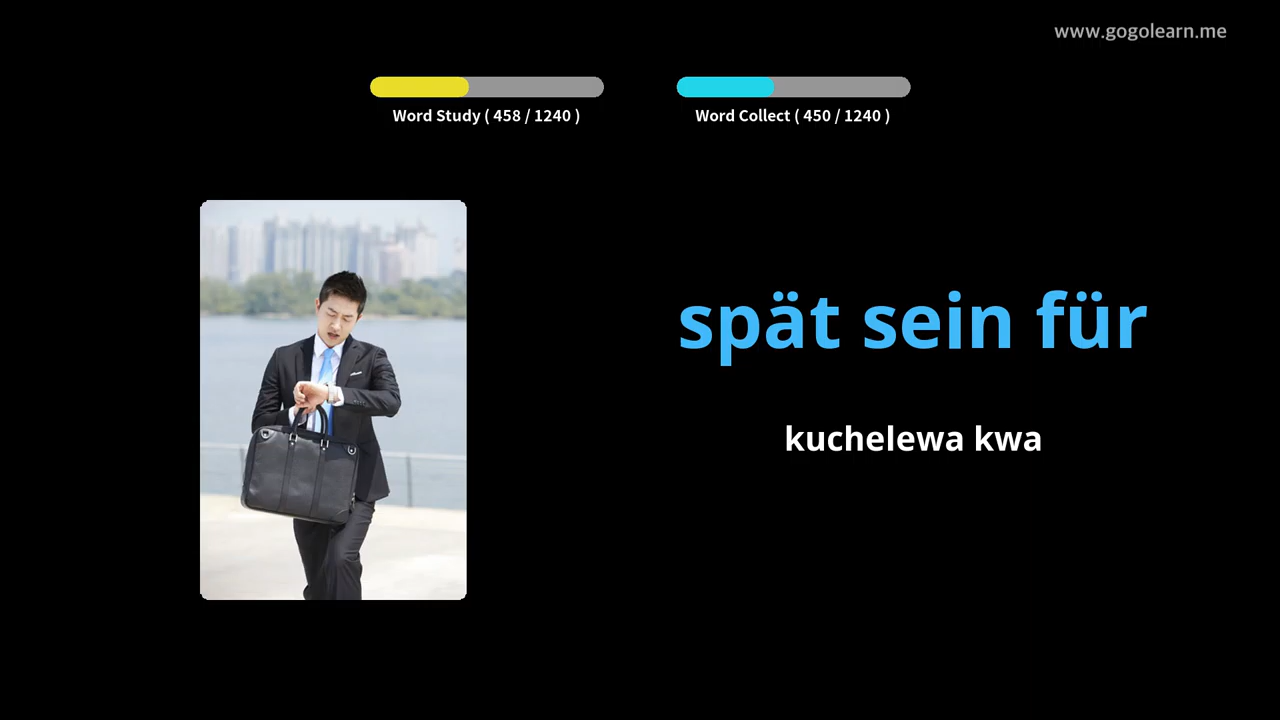 www.gogolearn.me
Word Study ( 458 / 1240 )
Word Collect ( 450 / 1240 )
spät sein für
kuchelewa kwa